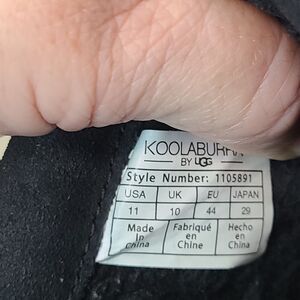 KOOLABURRA
BY UGG
Style Number: 1105891
USA UK EU JAPAN
11 10 44 29
Made Fabriqué Hecho
In en en
China Chine China